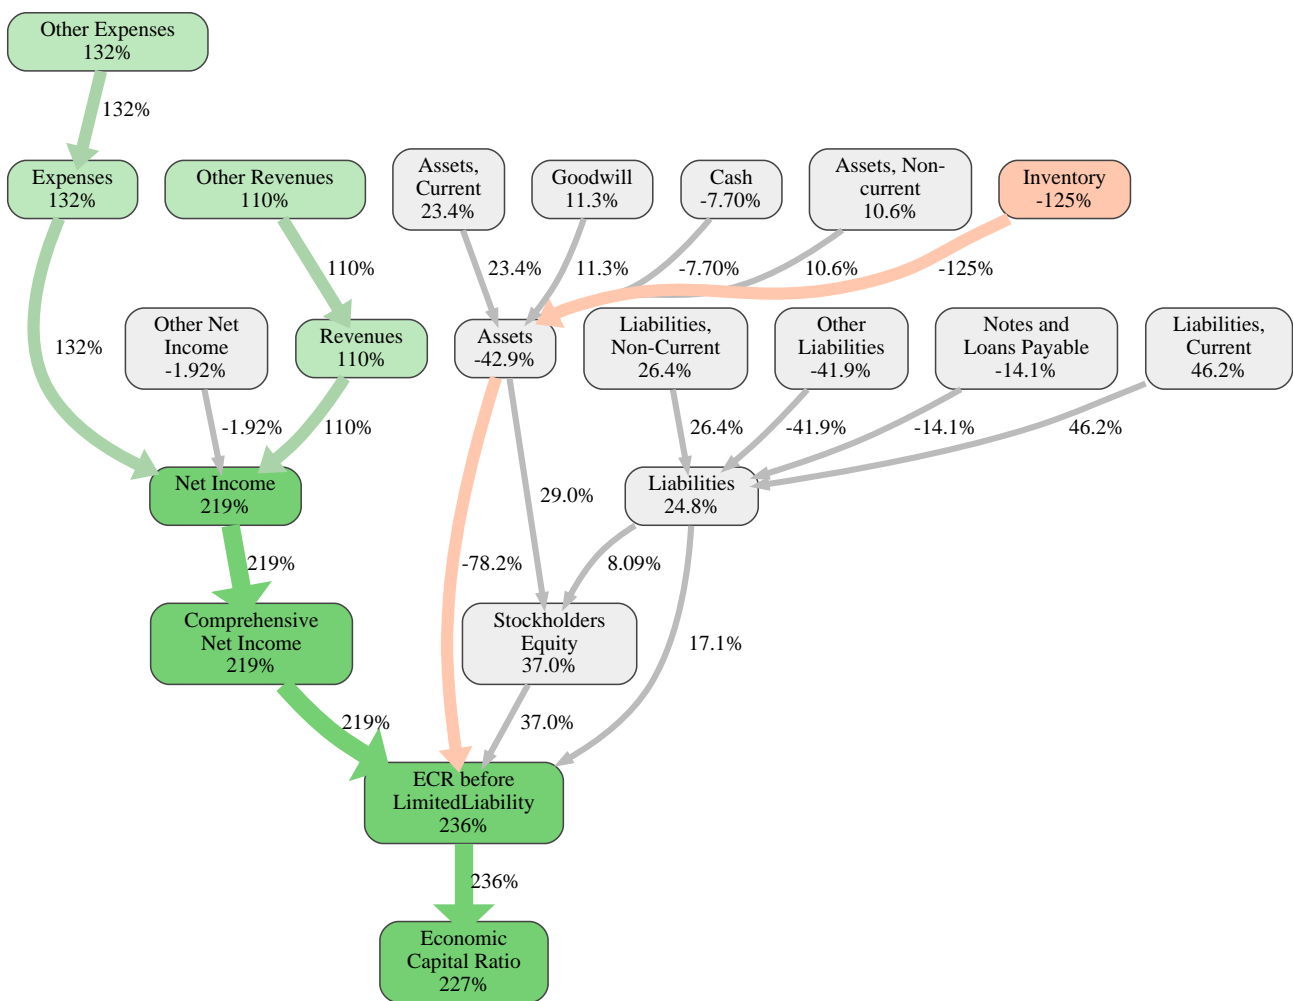 Other Expenses
132%
132%
Expenses
132%
Other Revenues
110%
Assets,
Current
23.4%
Goodwill
11.3%
Cash
-7.70%
Assets, Non-
current
10.6%
Inventory
-125%
110%
23.4%
11.3%
-7.70%
10.6%
-125%
132%
Other Net
Income
-1.92%
Revenues
110%
Assets
-42.9%
Liabilities,
Non-Current
26.4%
Other
Liabilities
-41.9%
Notes and
Loans Payable
-14.1%
Liabilities,
Current
46.2%
-1.92%
110%
26.4%
-41.9%
-14.1%
46.2%
Net Income
219%
29.0%
Liabilities
24.8%
219%
-78.2%
8.09%
Comprehensive
Net Income
219%
Stockholders
Equity
37.0%
17.1%
219%
37.0%
ECR before
LimitedLiability
236%
236%
Economic
Capital Ratio
227%